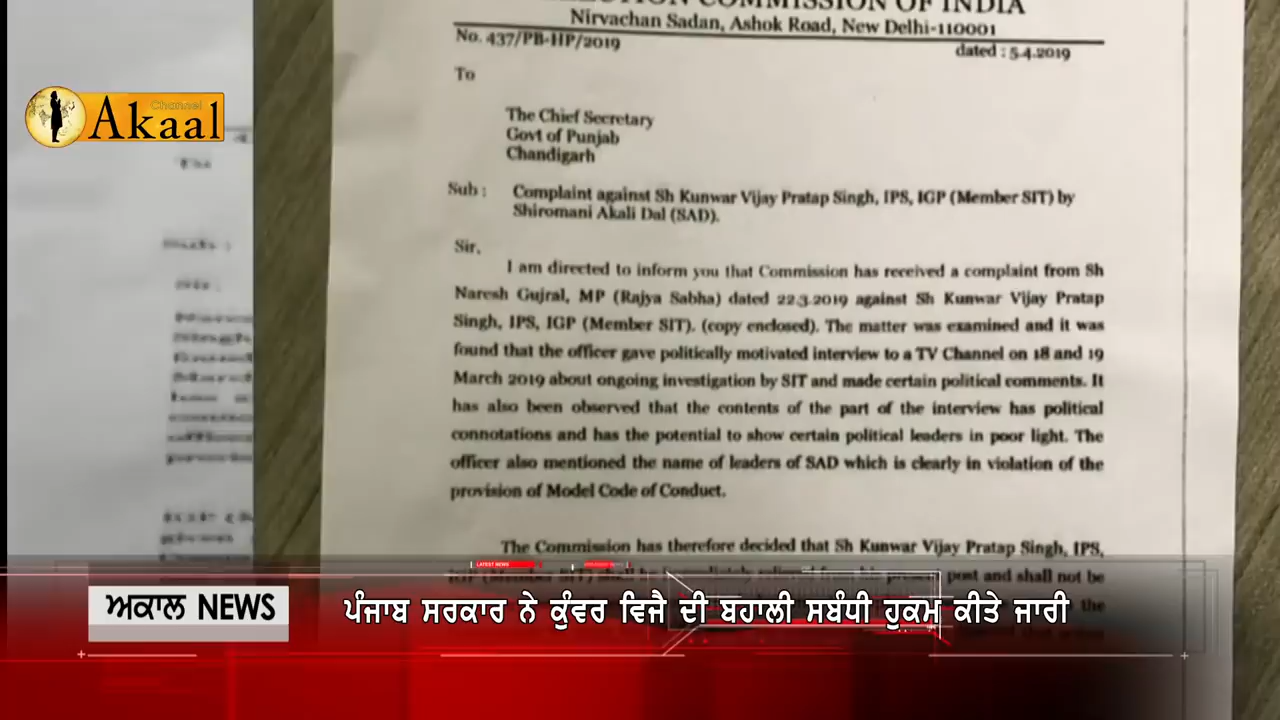 ELECTION COMMISSION OF INDIA
Nirvachan Sadan, Ashok Road, New Delhi-110001
No. 437/PB-HP/2019
dated : 5.4.2019
To
The Chief Secretary
Govt of Punjab
Chandigarh
Sub : Complaint against Sh Kunwar Vijay Pratap Singh, IPS, IGP (Member SIT) by
Shiromani Akali Dal (SAD).
Sir,
I am directed to inform you that Commission has received a complaint from Sh
Naresh Gujral, MP (Rajya Sabha) dated 22.3.2019 against Sh Kunwar Vijay Pratap
Singh, IPS, IGP (Member SIT). (copy enclosed). The matter was examined and it was
found that the officer gave politically motivated interview to a TV Channel on 18 and 19
March 2019 about ongoing investigation by SIT and made certain political comments. It
has also been observed that the contents of the part of the interview has political
connotations and has the potential to show certain political leaders in poor light. The
officer also mentioned the name of leaders of SAD which is clearly in violation of the
provision of Model Code of Conduct.
The Commission has therefore decided that Sh Kunwar Vijay Pratap Singh, IPS,
post and shall not be
the
Channel
Akaal
LATEST NEWS
ਅਕਾਲ NEWS
ਪੰਜਾਬ ਸਰਕਾਰ ਨੇ ਕੁੰਵਰ ਵਿਜੈ ਦੀ ਬਹਾਲੀ ਸਬੰਧੀ ਹੁਕਮ ਕੀਤੇ ਜਾਰੀ